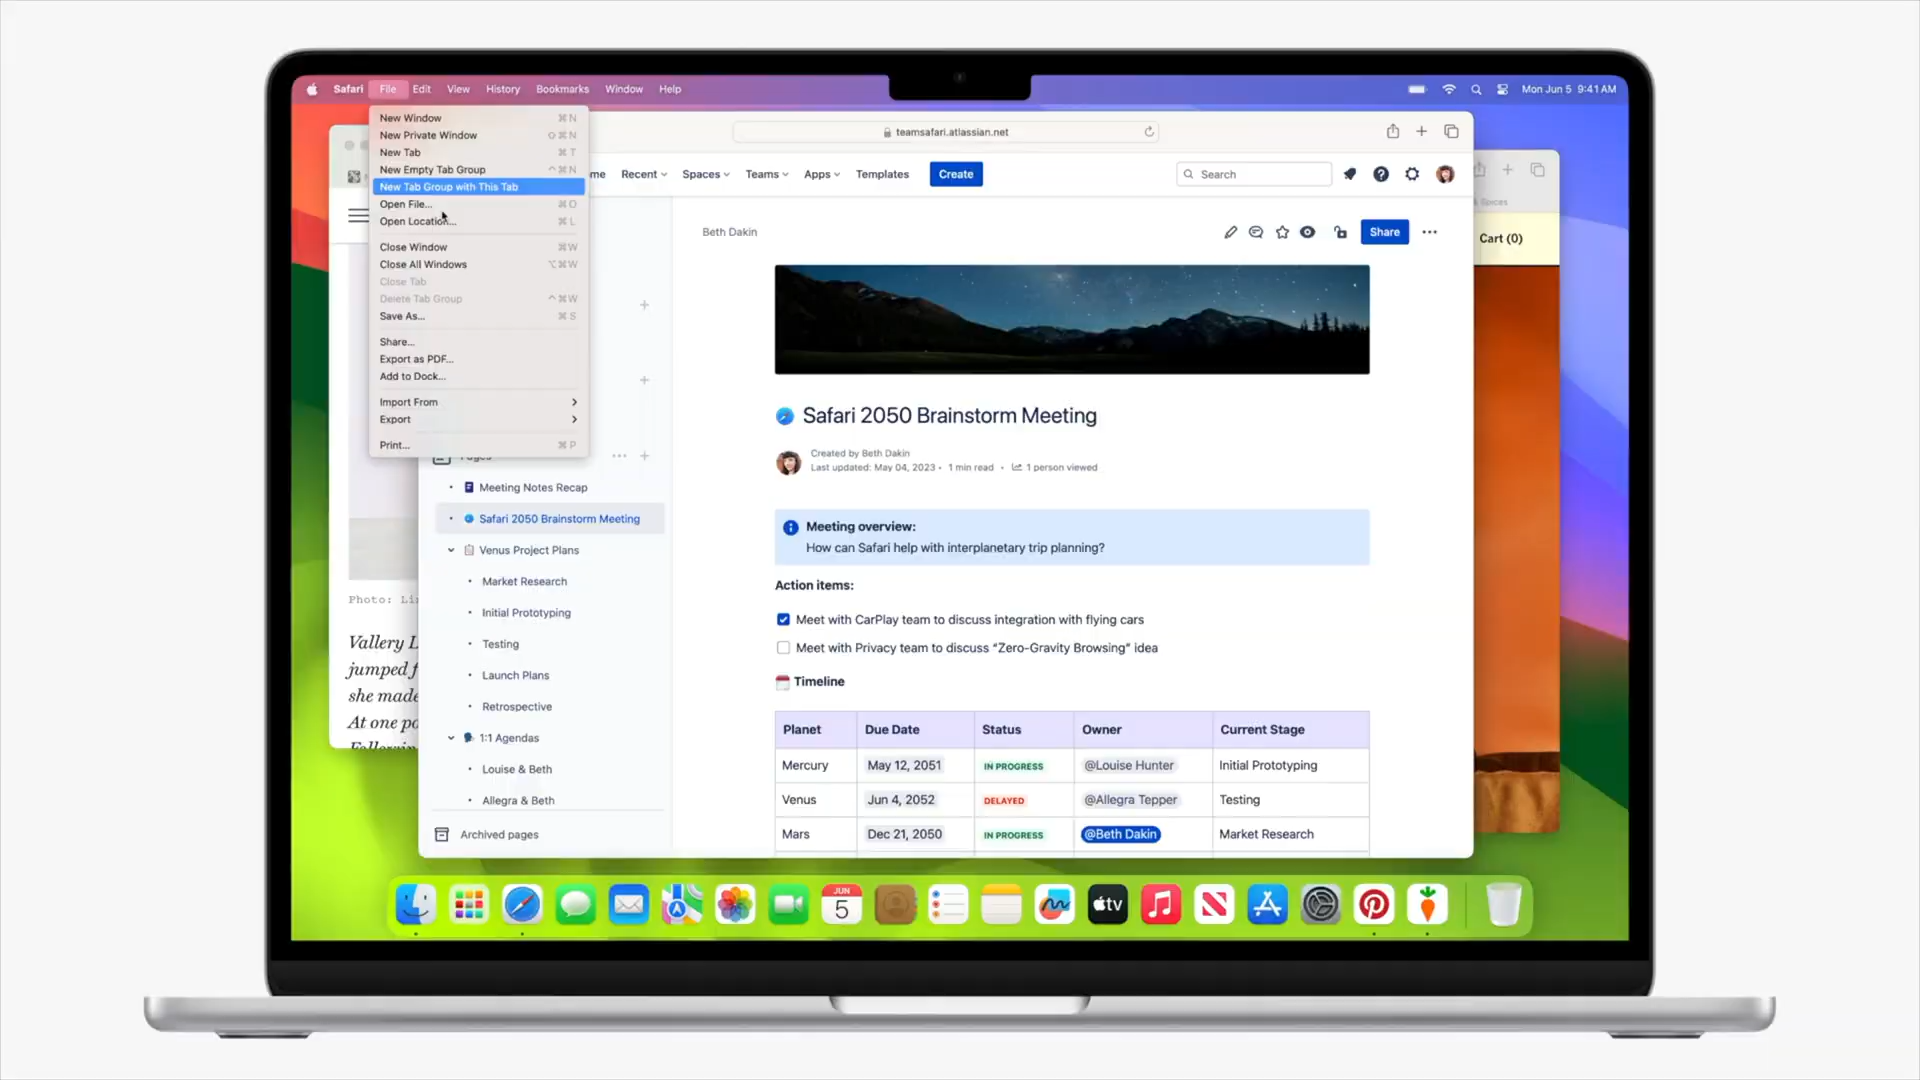 Safari File Edit View History Bookmarks Window Help
Mon Jun 5 9:41 AM
New Window ⌘N
New Private Window ⇧⌘N
New Tab ⌘T
New Empty Tab Group ⌃⌘N
New Tab Group with This Tab
Open File... ⌘O
Open Location... ⌘L
Close Window ⌘W
Close All Windows ⌥⌘W
Close Tab
Delete Tab Group ⌃⌘W
Save As... ⌘S
Share...
Export as PDF...
Add to Dock...
Import From
Export
Print... ⌘P
teamsafari.atlassian.net
Recent Spaces Teams Apps Templates Create
Search
Beth Dakin
Share
Spices
Cart (0)
Safari 2050 Brainstorm Meeting
Created by Beth Dakin
Last updated: May 04, 2023 • 1 min read • 1 person viewed
Meeting overview:
How can Safari help with interplanetary trip planning?
Action items:
Meet with CarPlay team to discuss integration with flying cars
Meet with Privacy team to discuss “Zero-Gravity Browsing” idea
Timeline
Planet Due Date Status Owner Current Stage
Mercury May 12, 2051 IN PROGRESS @Louise Hunter Initial Prototyping
Venus Jun 4, 2052 DELAYED @Allegra Tepper Testing
Mars Dec 21, 2050 IN PROGRESS @Beth Dakin Market Research
Meeting Notes Recap
Safari 2050 Brainstorm Meeting
Venus Project Plans
Market Research
Initial Prototyping
Testing
Launch Plans
Retrospective
1:1 Agendas
Louise & Beth
Allegra & Beth
Archived pages
Photo:
Vallery
jumped
she made
At one
JUN
5
tv